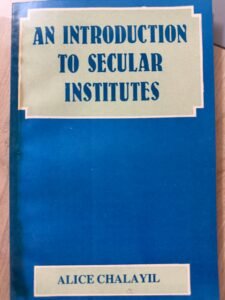 AN INTRODUCTION
TO SECULAR
INSTITUTES
ALICE CHALAYIL